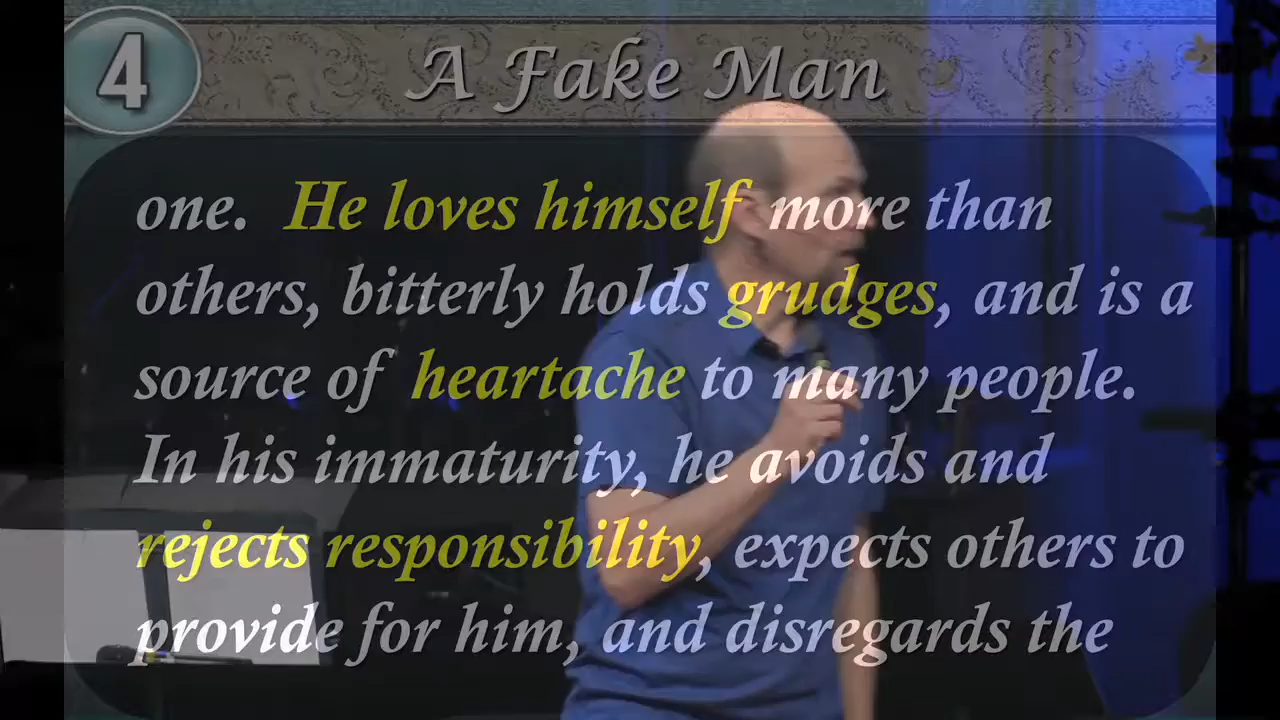 4
A Fake Man
one. He loves himself more than
others, bitterly holds grudges, and is a
source of heartache to many people.
In his immaturity, he avoids and
rejects responsibility, expects others to
provide for him, and disregards the